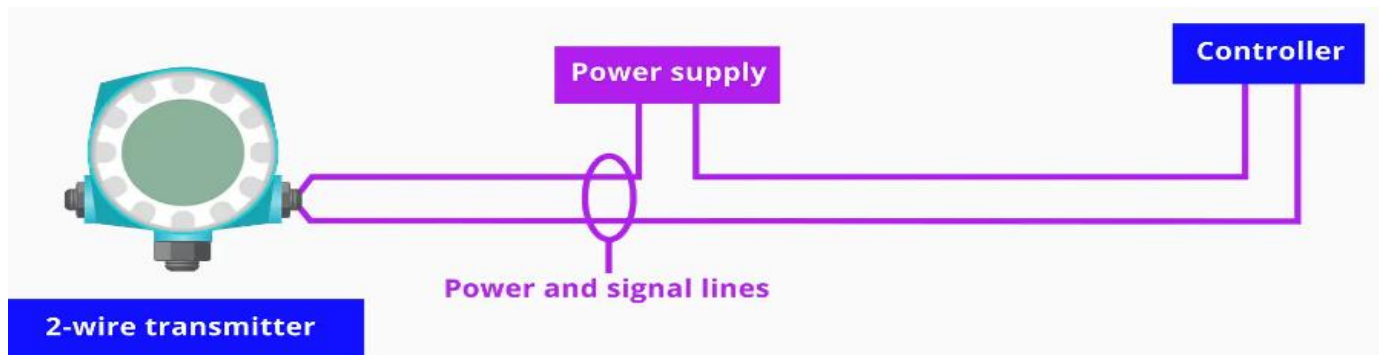 Power supply
Controller
Power and signal lines
2-wire transmitter